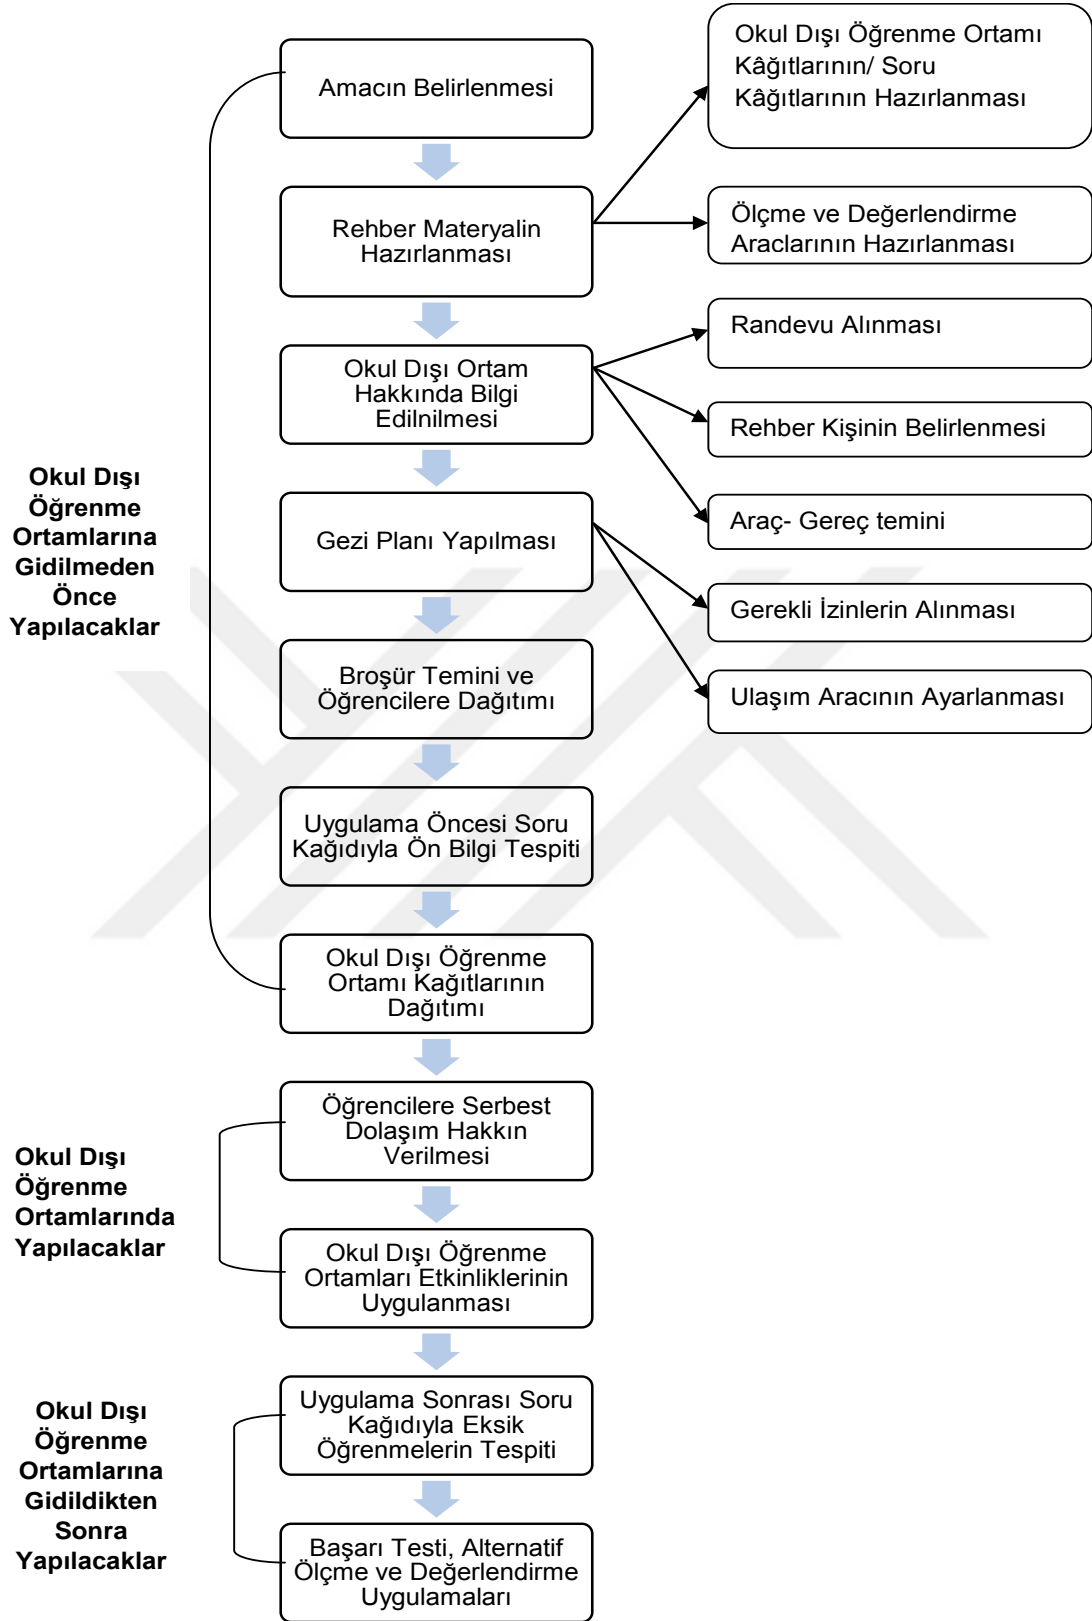 Amacın Belirlenmesi
Okul Dışı Öğrenme Ortamı
Kâğıtlarının/ Soru
Kâğıtlarının Hazırlanması
Rehber Materyalin
Hazırlanması
Ölçme ve Değerlendirme
Araclarının Hazırlanması
Okul Dışı Ortam
Hakkında Bilgi
Edilnilmesi
Randevu Alınması
Rehber Kişinin Belirlenmesi
Araç- Gereç temini
Okul Dışı
Öğrenme
Ortamlarına
Gidilmeden
Önce
Yapılacaklar
Gezi Planı Yapılması
Gerekli İzinlerin Alınması
Ulaşım Aracının Ayarlanması
Broşür Temini ve
Öğrencilere Dağıtımı
Uygulama Öncesi Soru
Kağıdıyla Ön Bilgi Tespiti
Okul Dışı Öğrenme
Ortamı Kağıtlarının
Dağıtımı
Okul Dışı
Öğrenme
Ortamlarında
Yapılacaklar
Öğrencilere Serbest
Dolaşım Hakkın
Verilmesi
Okul Dışı Öğrenme
Ortamları Etkinliklerinin
Uygulanması
Okul Dışı
Öğrenme
Ortamlarına
Gidildikten
Sonra
Yapılacaklar
Uygulama Sonrası Soru
Kağıdıyla Eksik
Öğrenmelerin Tespiti
Başarı Testi, Alternatif
Ölçme ve Değerlendirme
Uygulamaları